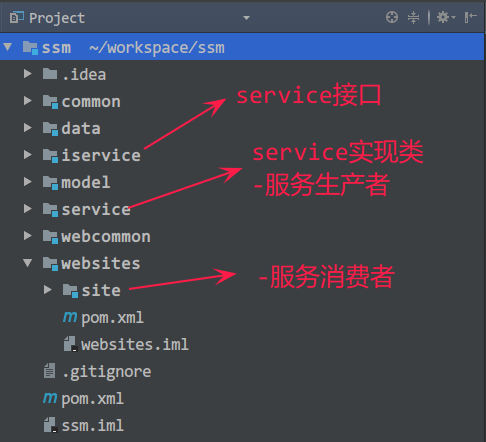 Project
ssm ~/workspace/ssm
.idea
common
service接口
data
iservice
service实现类
-服务生产者
model
service
webcommon
websites
-服务消费者
site
pom.xml
websites.iml
.gitignore
pom.xml
ssm.iml